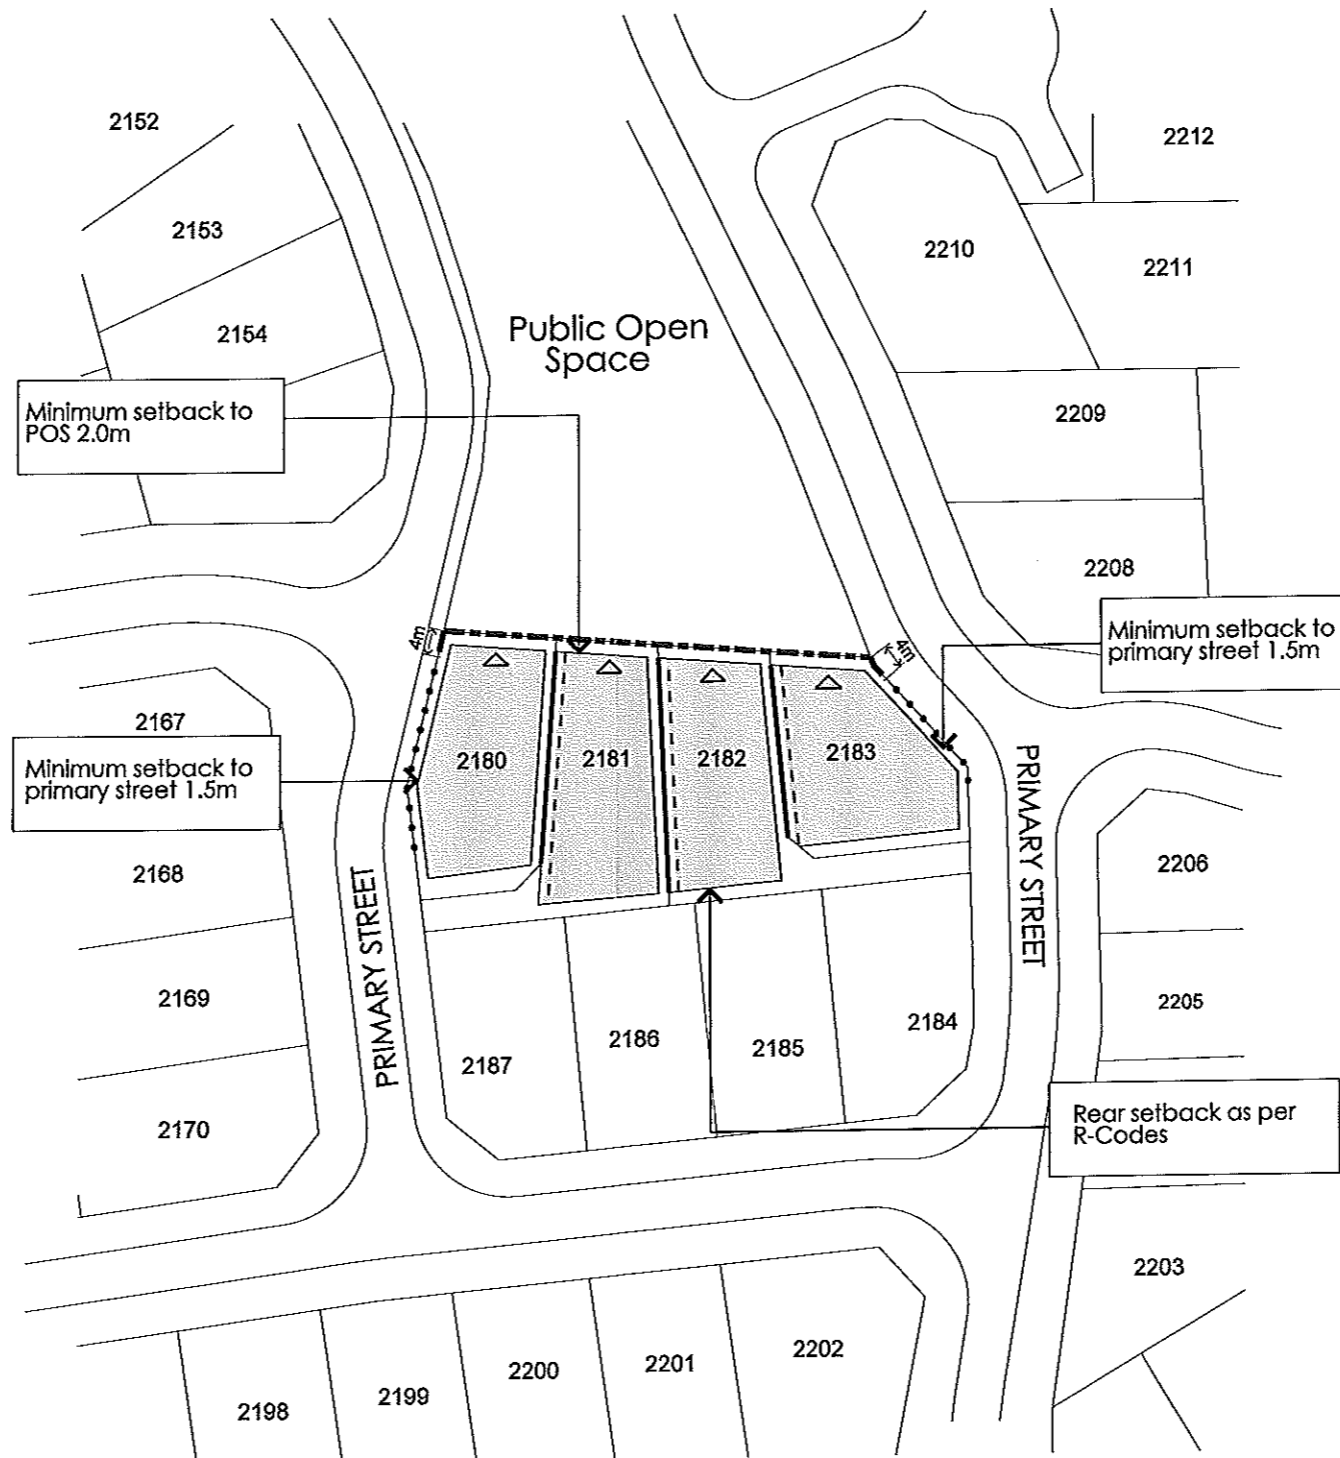 2152
2212
2153
2210
2211
2154
Public Open
Space
Minimum setback to
POS 2.0m
2209
2208
4m
4m
Minimum setback to
primary street 1.5m
2167
2180
2181
2182
2183
Minimum setback to
primary street 1.5m
PRIMARY STREET
2168
2206
PRIMARY STREET
2169
2205
2187
2186
2185
2184
2170
Rear setback as per
R-Codes
2203
2198
2199
2200
2201
2202